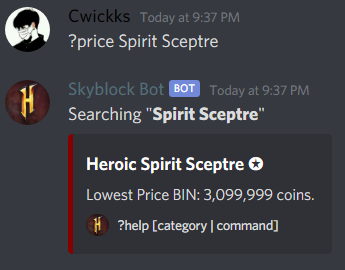 Cwickks Today at 9:37 PM
?price Spirit Sceptre
Skyblock Bot BOT Today at 9:37 PM
Searching "Spirit Sceptre"
Heroic Spirit Sceptre ✪
Lowest Price BIN: 3,099,999 coins.
?help [category | command]